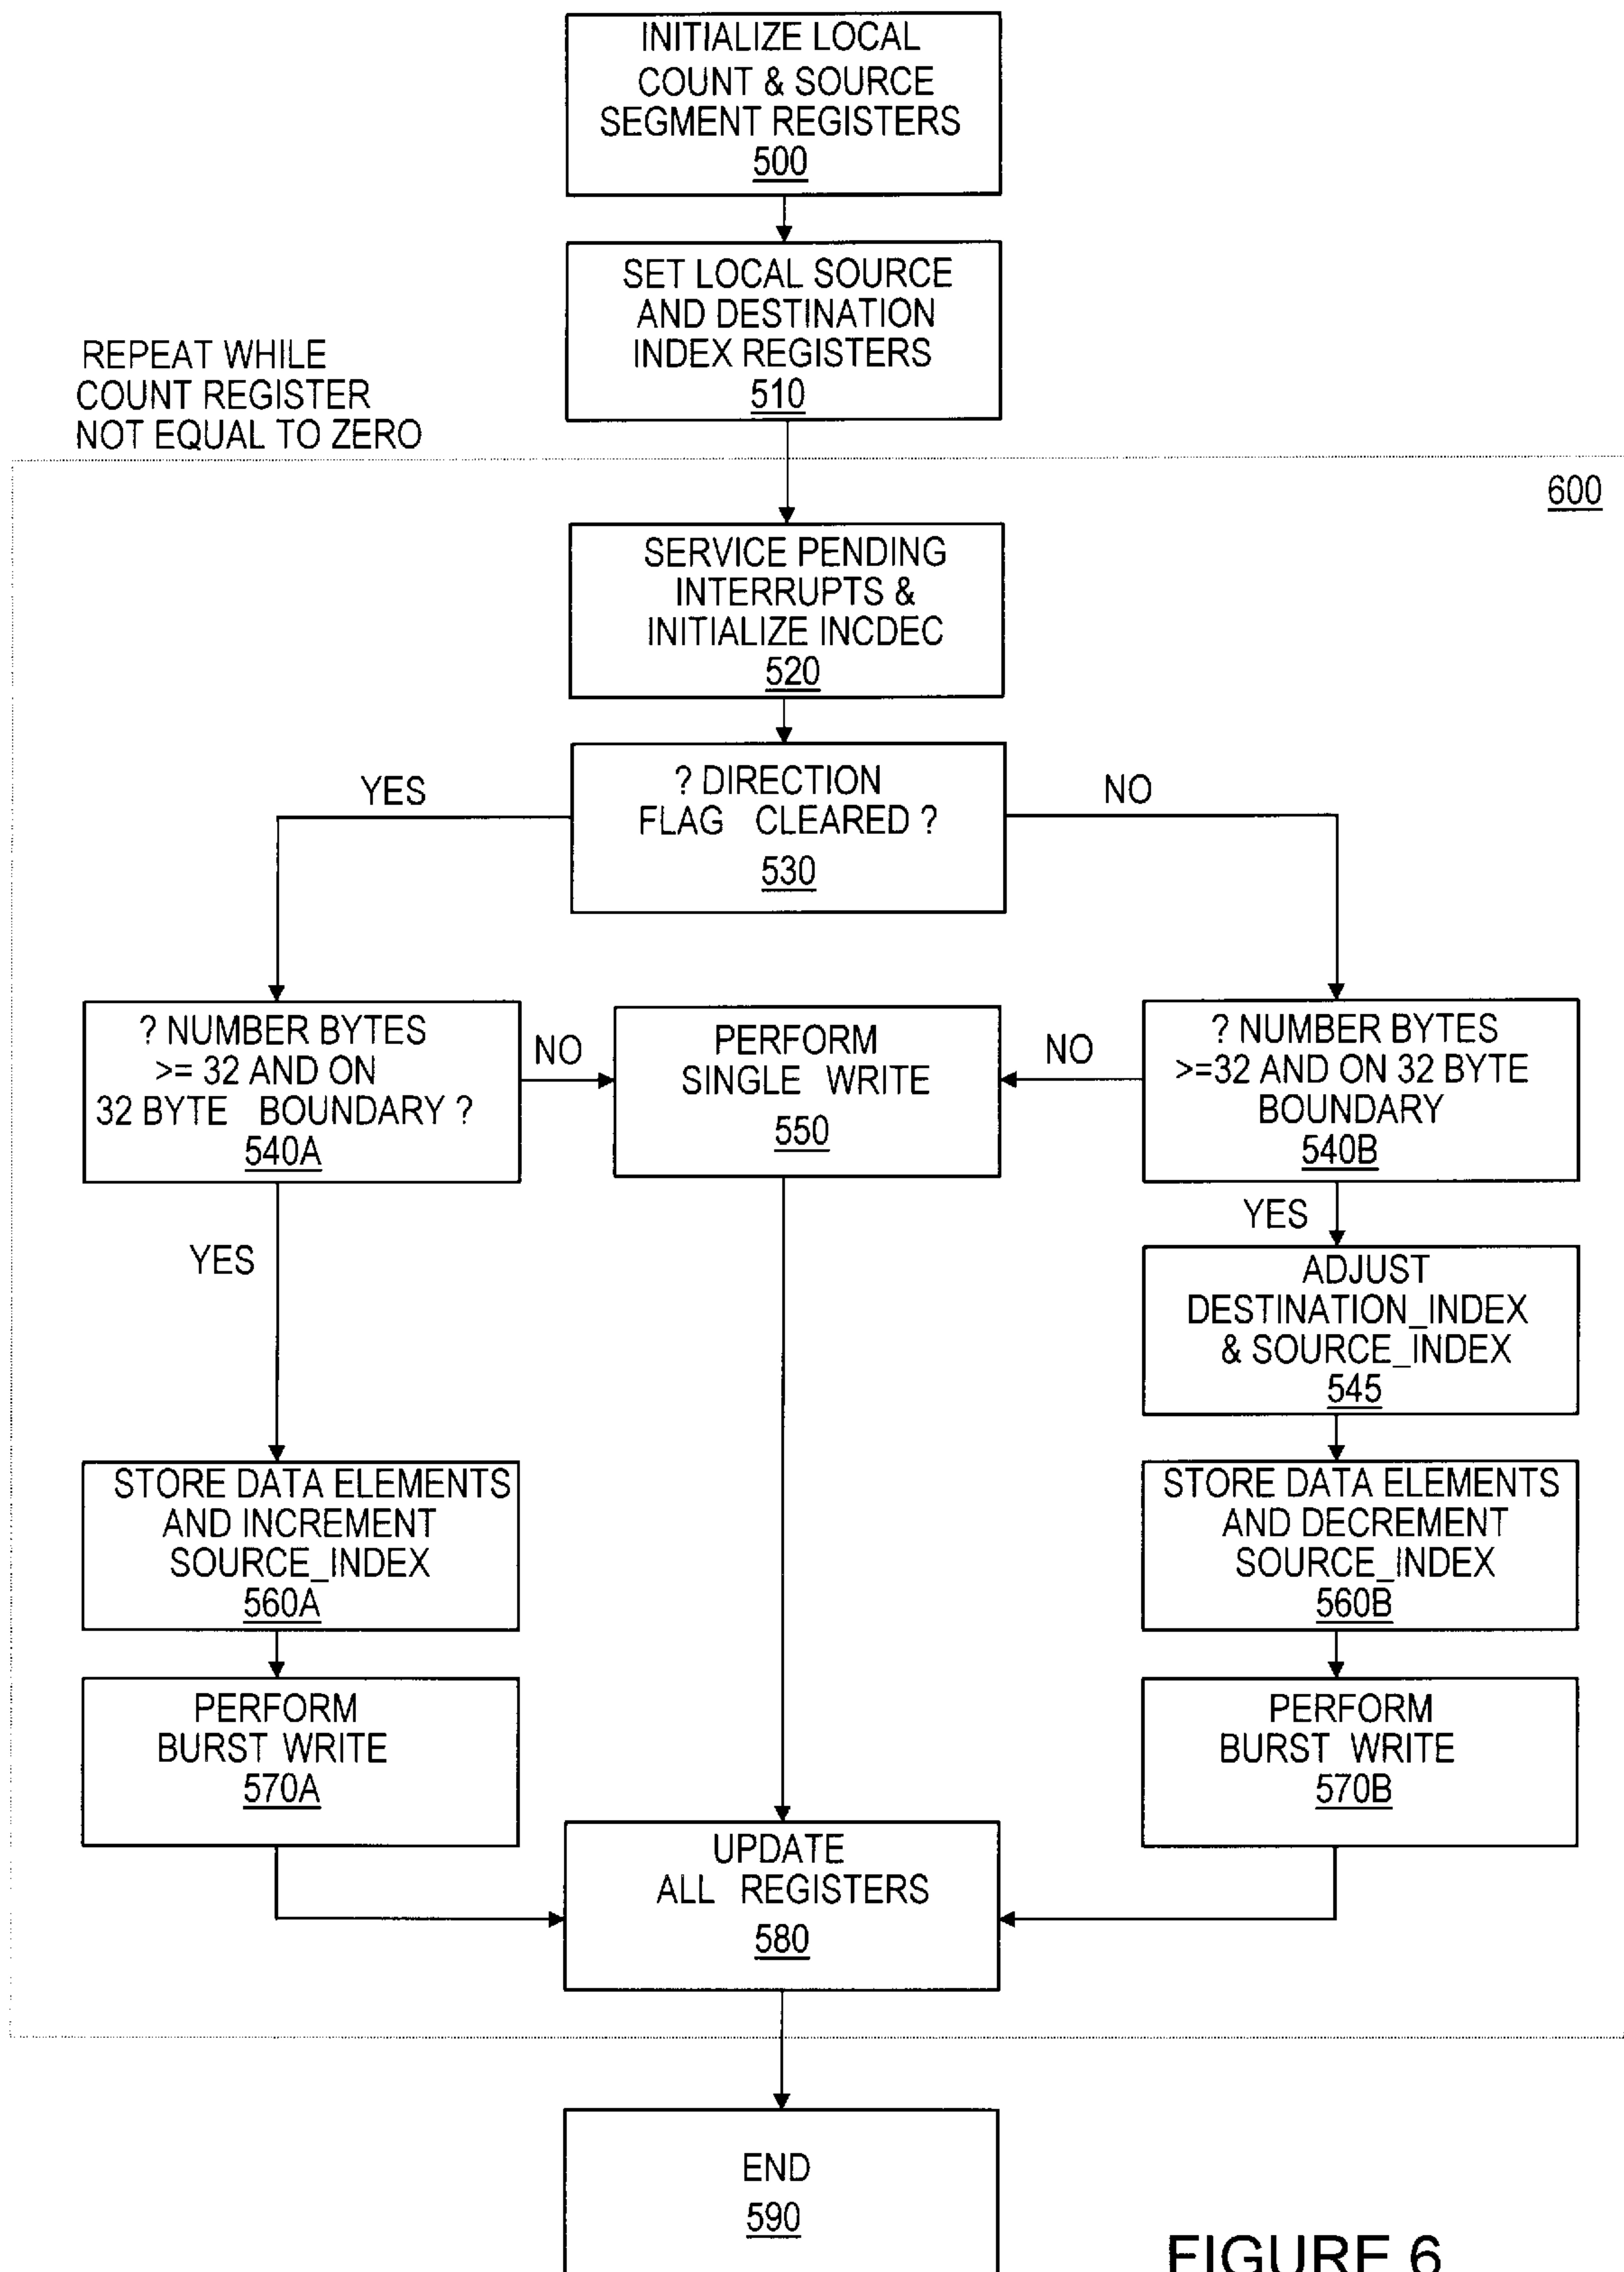 INITIALIZE LOCAL
COUNT & SOURCE
SEGMENT REGISTERS
500
SET LOCAL SOURCE
AND DESTINATION
INDEX REGISTERS
510
REPEAT WHILE
COUNT REGISTER
NOT EQUAL TO ZERO
600
SERVICE PENDING
INTERRUPTS &
INITIALIZE INCDEC
520
YES
? DIRECTION
FLAG CLEARED ?
530
NO
? NUMBER BYTES
>= 32 AND ON
32 BYTE BOUNDARY ?
540A
NO
PERFORM
SINGLE WRITE
550
NO
? NUMBER BYTES
>=32 AND ON 32 BYTE
BOUNDARY
540B
YES
YES
ADJUST
DESTINATION_INDEX
& SOURCE_INDEX
545
STORE DATA ELEMENTS
AND INCREMENT
SOURCE_INDEX
560A
STORE DATA ELEMENTS
AND DECREMENT
SOURCE_INDEX
560B
PERFORM
BURST WRITE
570A
PERFORM
BURST WRITE
570B
UPDATE
ALL REGISTERS
580
END
590
FIGURE 6